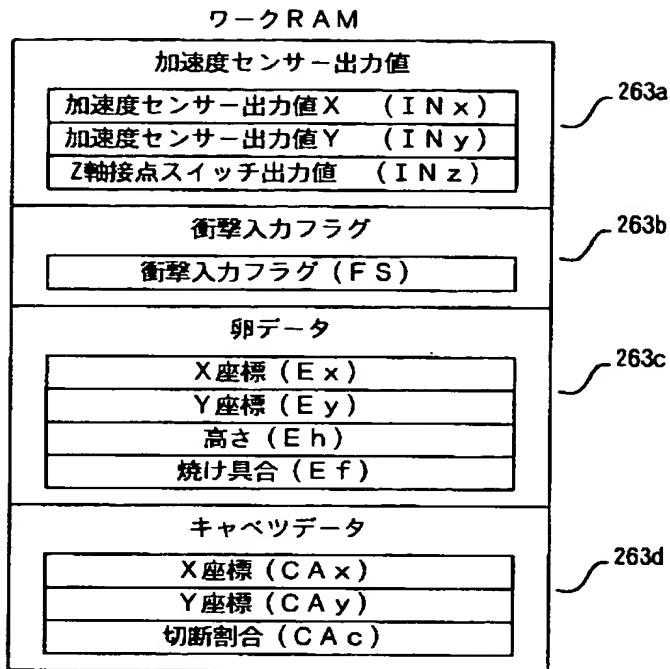 ワークRAM
加速度センサー出力値
加速度センサー出力値X (INx)
加速度センサー出力値Y (INy)
Z軸接点スイッチ出力値 (INz)
263a
衝撃入力フラグ
衝撃入力フラグ(FS)
263b
卵データ
X座標(Ex)
Y座標(Ey)
高さ(Eh)
焼け具合(Ef)
263c
キャベツデータ
X座標(CAx)
Y座標(CAy)
切断割合(CAc)
263d